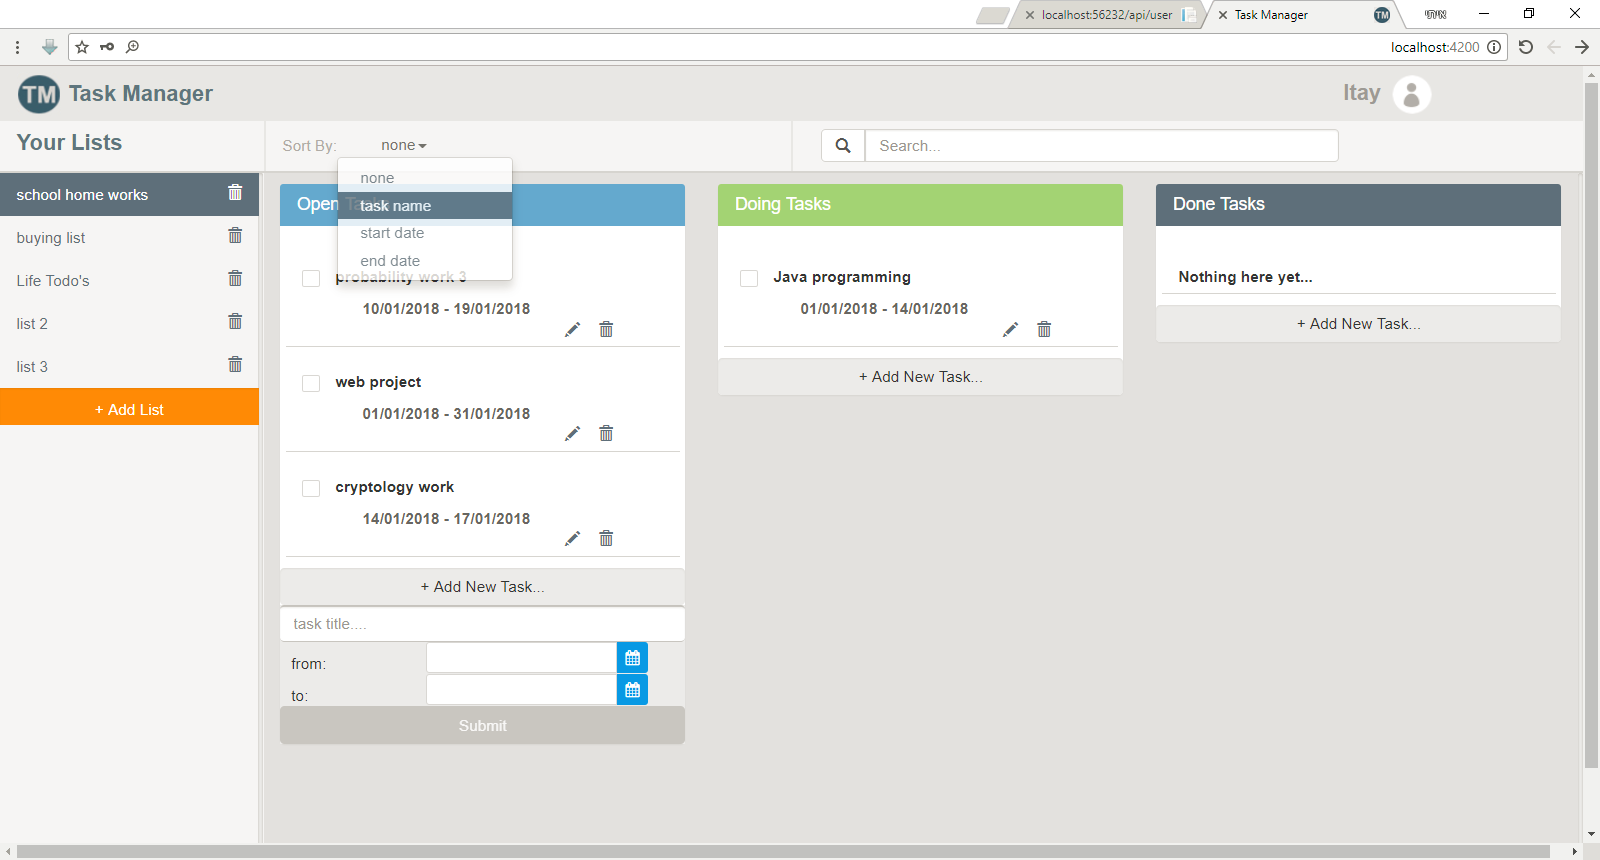 localhost:56232/api/user
Task Manager
TM
איתי
localhost:4200
TM Task Manager
Itay
Your Lists
Sort By: none
Search...
none
task name
start date
end date
school home works
buying list
Life Todo's
list 2
list 3
+ Add List
Open Tasks
probability work 3
10/01/2018 - 19/01/2018
web project
01/01/2018 - 31/01/2018
cryptology work
14/01/2018 - 17/01/2018
+ Add New Task...
task title....
from:
to:
Submit
Doing Tasks
Java programming
01/01/2018 - 14/01/2018
+ Add New Task...
Done Tasks
Nothing here yet...
+ Add New Task...